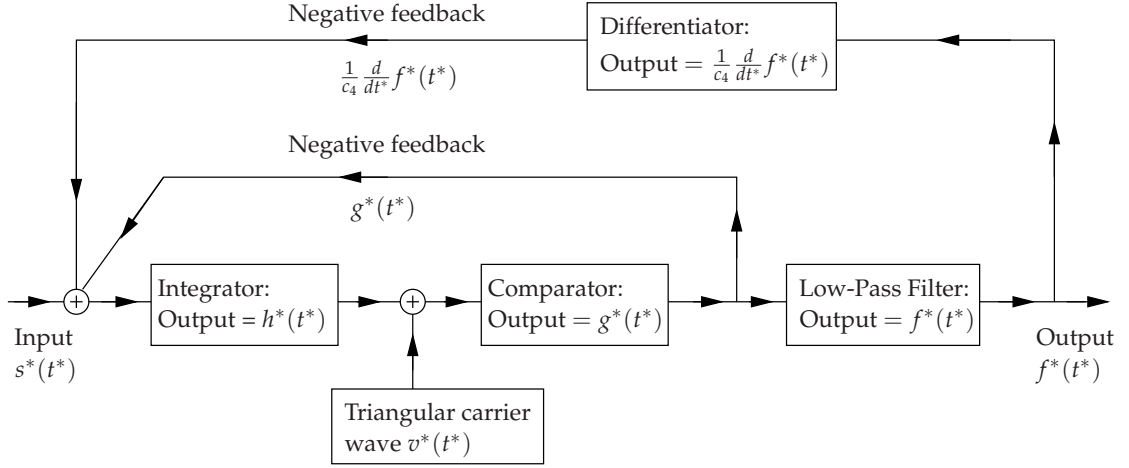 Negative feedback
Differentiator:
Output = 1/c₄ d/dt* f*(t*)
1/c₄ d/dt* f*(t*)
Negative feedback
g*(t*)
Integrator:
Output = h*(t*)
+
+
Comparator:
Output = g*(t*)
Low-Pass Filter:
Output = f*(t*)
Input
s*(t*)
Output
f*(t*)
Triangular carrier
wave v*(t*)